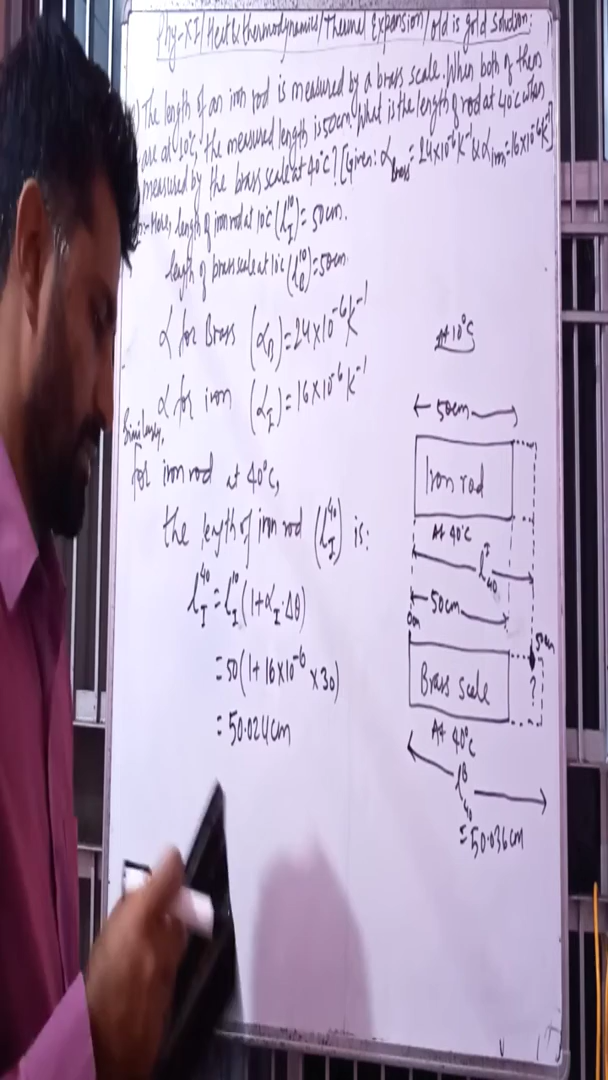 Phy-XI/Heat & thermodynamics/Thermal Expansion/old is gold solution:
The length of an iron rod is measured by a brass scale. When both of them
are at 10°C, the measured length is 50cm. What is the length of rod at 40°C when
measured by the brass scale at 40°C? [Given: α_brass = 24×10⁻⁶K⁻¹ & α_iron = 16×10⁻⁶K⁻¹]
Here, length of iron rod at 10°C (l_I^10) = 50cm.
length of brass scale at 10°C (l_B^10) = 50cm
α for Brass (α_B) = 24×10⁻⁶K⁻¹
α for iron (α_I) = 16×10⁻⁶K⁻¹
Similarly,
for iron rod at 40°C,
the length of iron rod (l_I^40) is:
l_I^40 = l_I^10 (1+α_I·Δθ)
= 50(1+16×10⁻⁶×30)
= 50.024cm
At 10°C
50cm
Iron rod
At 40°C
l_40^I
50cm
0cm
50cm
Brass scale
?
At 40°C
l_40^B
= 50.036cm